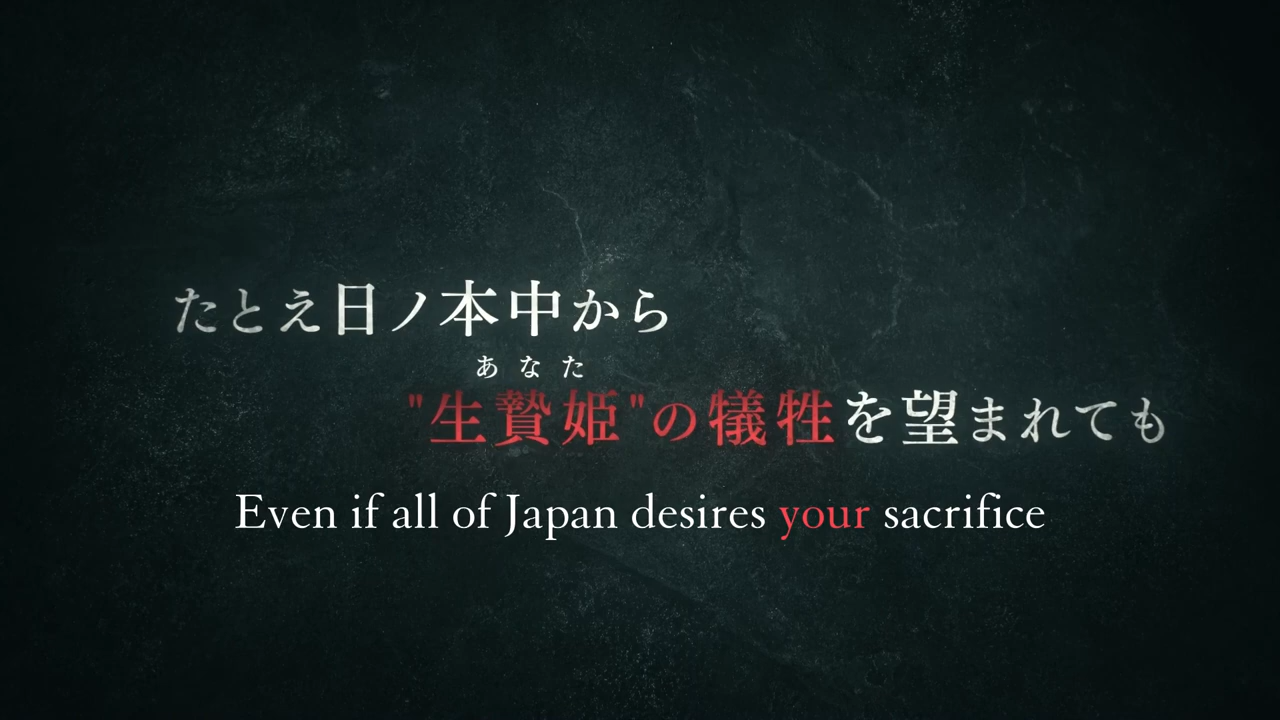 たとえ日ノ本中から
あなた
"生贄姫"の犠牲を望まれても
Even if all of Japan desires your sacrifice